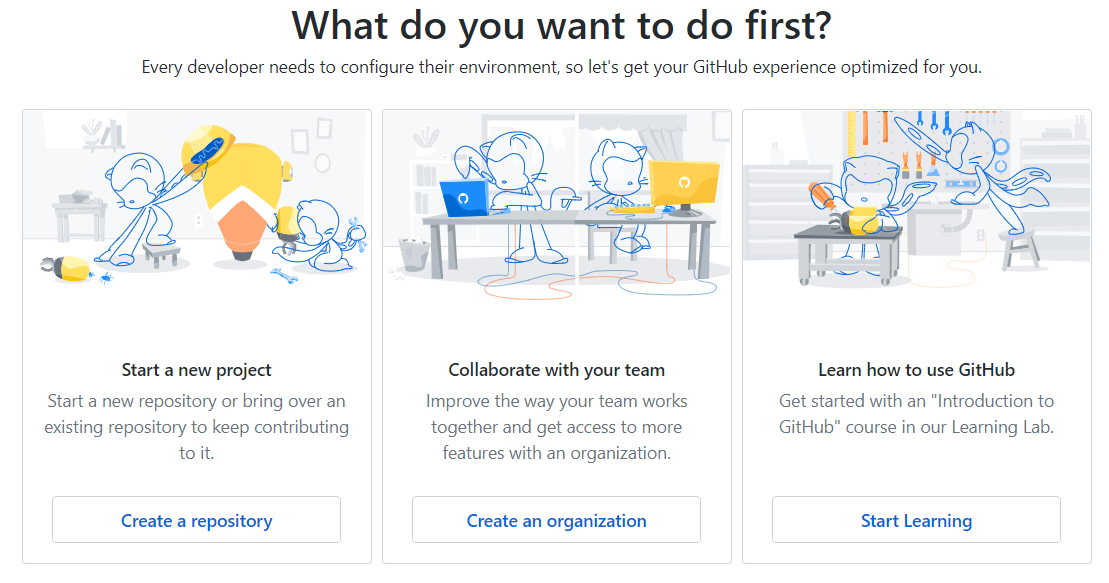 What do you want to do first?
Every developer needs to configure their environment, so let's get your GitHub experience optimized for you.
Start a new project
Start a new repository or bring over an
existing repository to keep contributing
to it.
Create a repository
Collaborate with your team
Improve the way your team works
together and get access to more
features with an organization.
Create an organization
Learn how to use GitHub
Get started with an "Introduction to
GitHub" course in our Learning Lab.
Start Learning